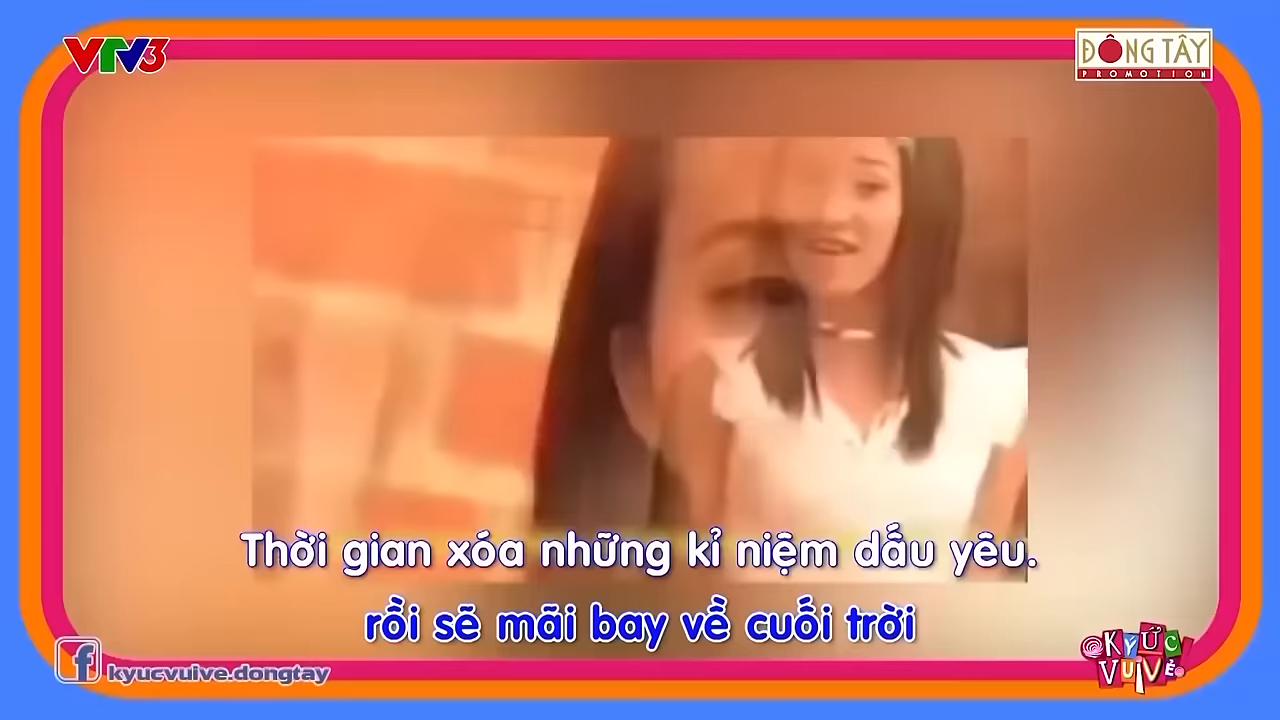 VTV3
ĐÔNG TÂY
PROMOTION
Thời gian xóa những kỉ niệm dấu yêu.
rồi sẽ mãi bay về cuối trời
f kyucvuive.dongtay
KÝ ỨC
VUI VẺ